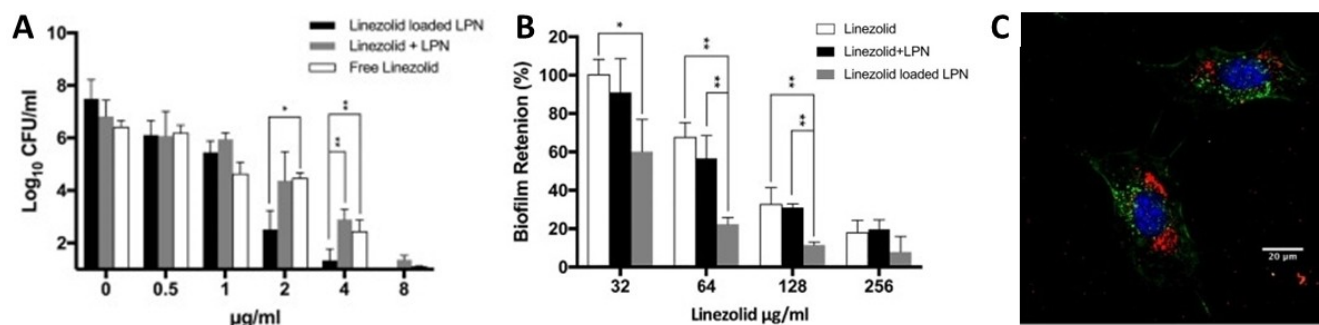 A
Linezolid loaded LPN
Linezolid + LPN
Free Linezolid
Log10 CFU/ml
10
8
6
4
2
*
**
**
0 0.5 1 2 4 8
µg/ml
B
Linezolid
Linezolid+LPN
Linezolid loaded LPN
Biofilm Retenion (%)
20
100
80
60
40
20
0
*
**
**
**
**
32 64 128 256
Linezolid µg/ml
C
20 µm